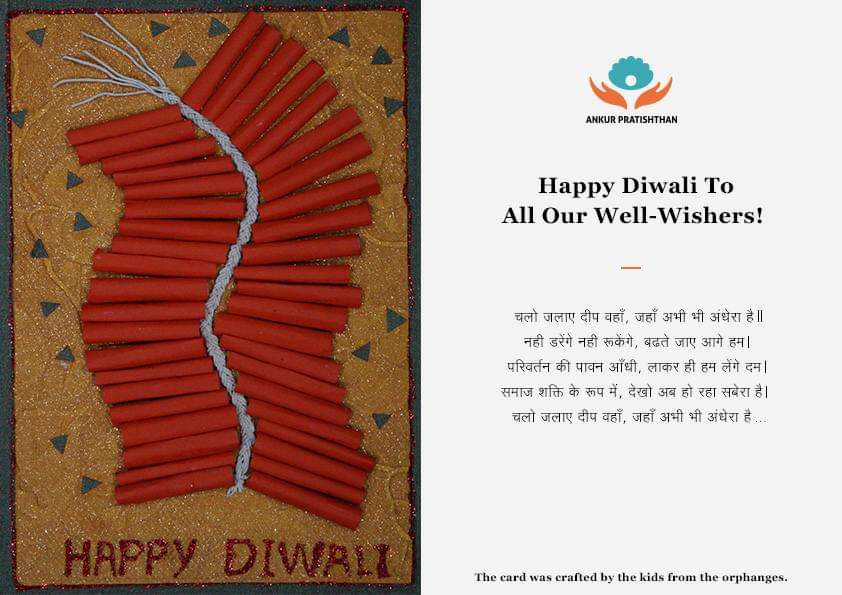 HAPPY DIWALI
ANKUR PRATISHTHAN
Happy Diwali To
All Our Well-Wishers!
चलो जलाए दीप वहाँ, जहाँ अभी भी अंधेरा है॥
नही डरेंगे नही रूकेंगे, बढते जाए आगे हम|
परिवर्तन की पावन आँधी, लाकर ही हम लेंगे दम|
समाज शक्ति के रूप में, देखो अब हो रहा सबेरा है|
चलो जलाए दीप वहाँ, जहाँ अभी भी अंधेरा है ...
The card was crafted by the kids from the orphanges.